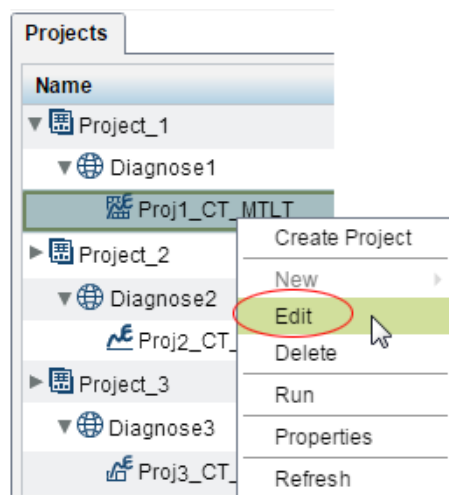 Projects
Name
Project_1
Diagnose1
Proj1_CT_MTLT
Create Project
Project_2
New
Diagnose2
Edit
Proj2_CT_
Delete
Project_3
Run
Diagnose3
Properties
Proj3_CT_
Refresh